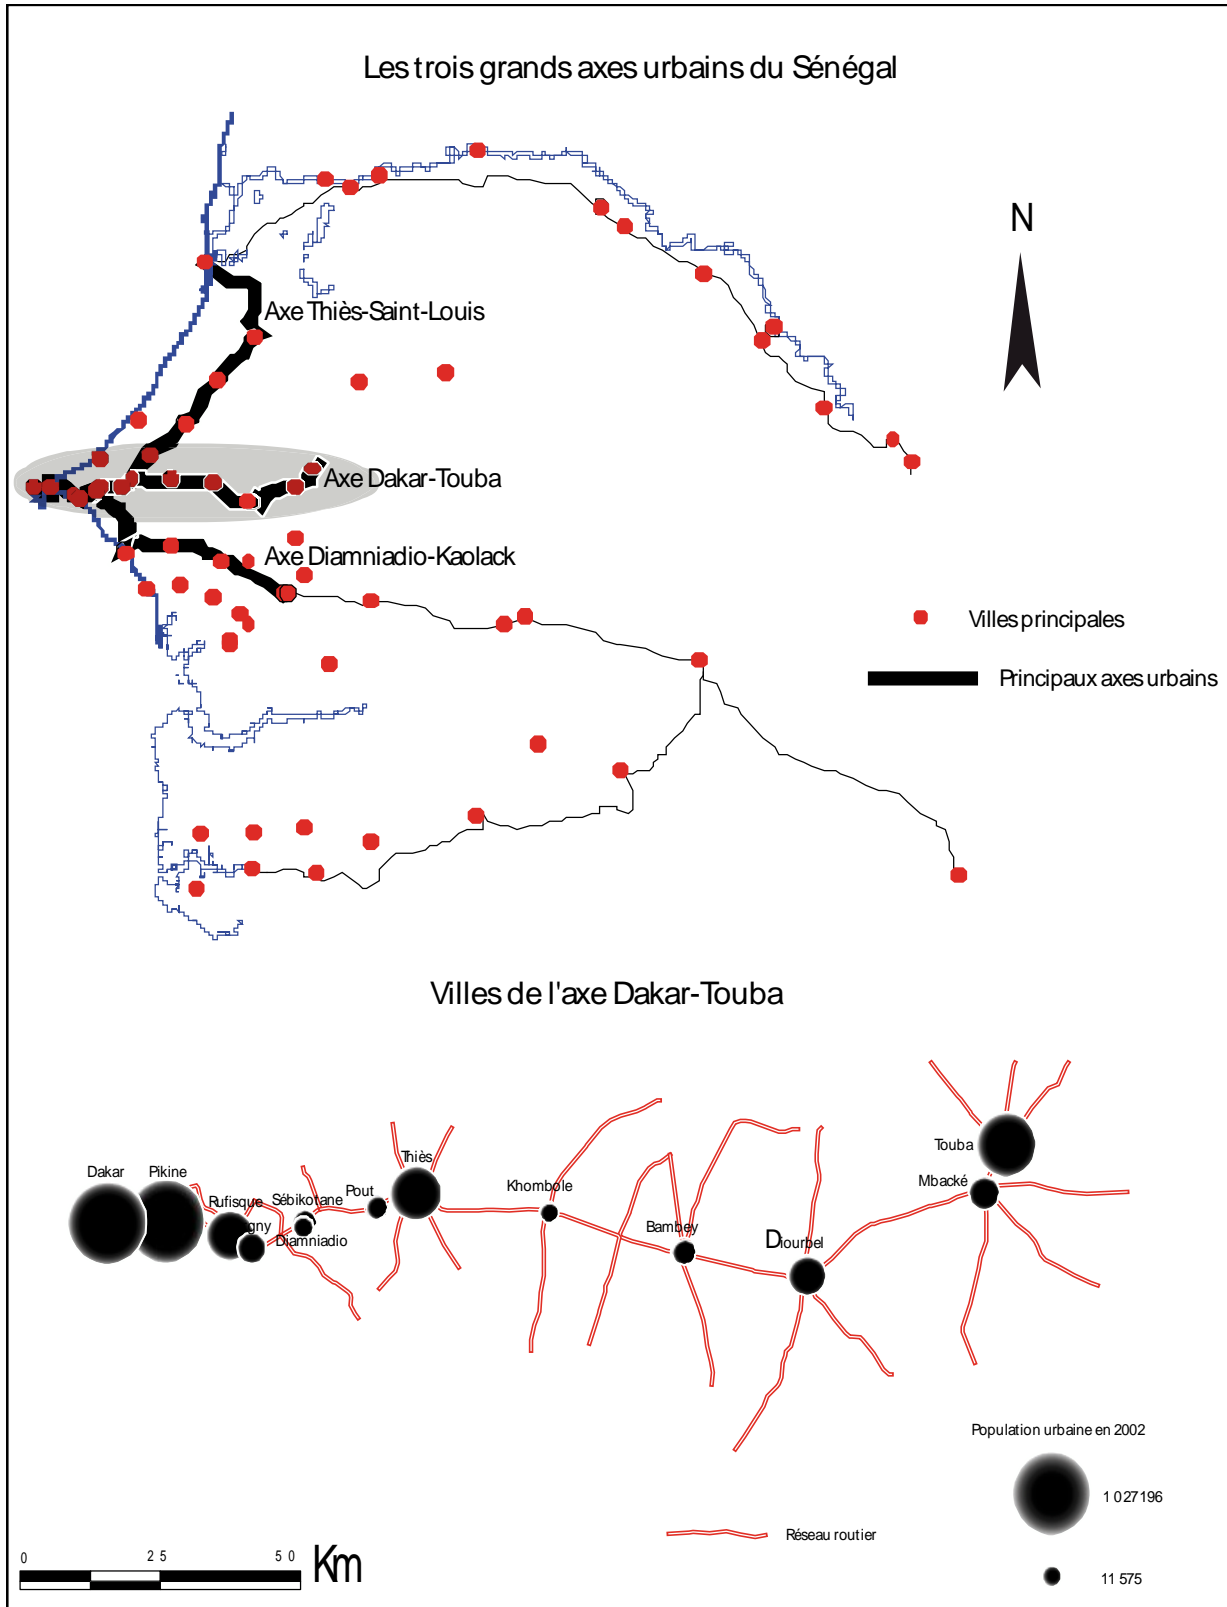 Les trois grands axes urbains du Sénégal
N
Axe Thiès-Saint-Louis
Axe Dakar-Touba
Axe Diamniadio-Kaolack
Villes principales
Principaux axes urbains
Villes de l'axe Dakar-Touba
Touba
Thiès
Dakar
Pikine
Mbacké
Khombole
Pout
Sébikotane
Rufisque
Bambey
Diourbel
Diamniadio
Population urbaine en 2002
1 027 196
Réseau routier
0 25 50 Km
11 575